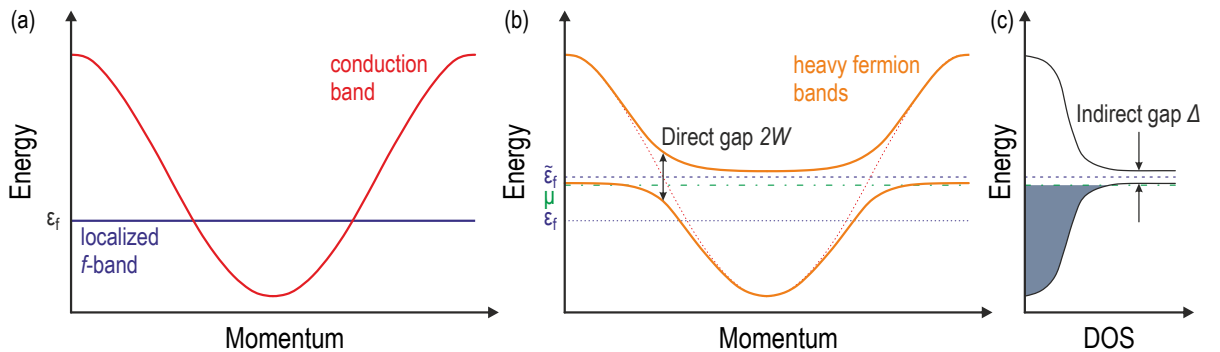 (a)
Energy
conduction
band
ε_f
localized
f-band
Momentum
(b)
Energy
heavy fermion
bands
Direct gap 2W
ε̃_f
μ
ε_f
Momentum
(c)
Energy
Indirect gap Δ
DOS